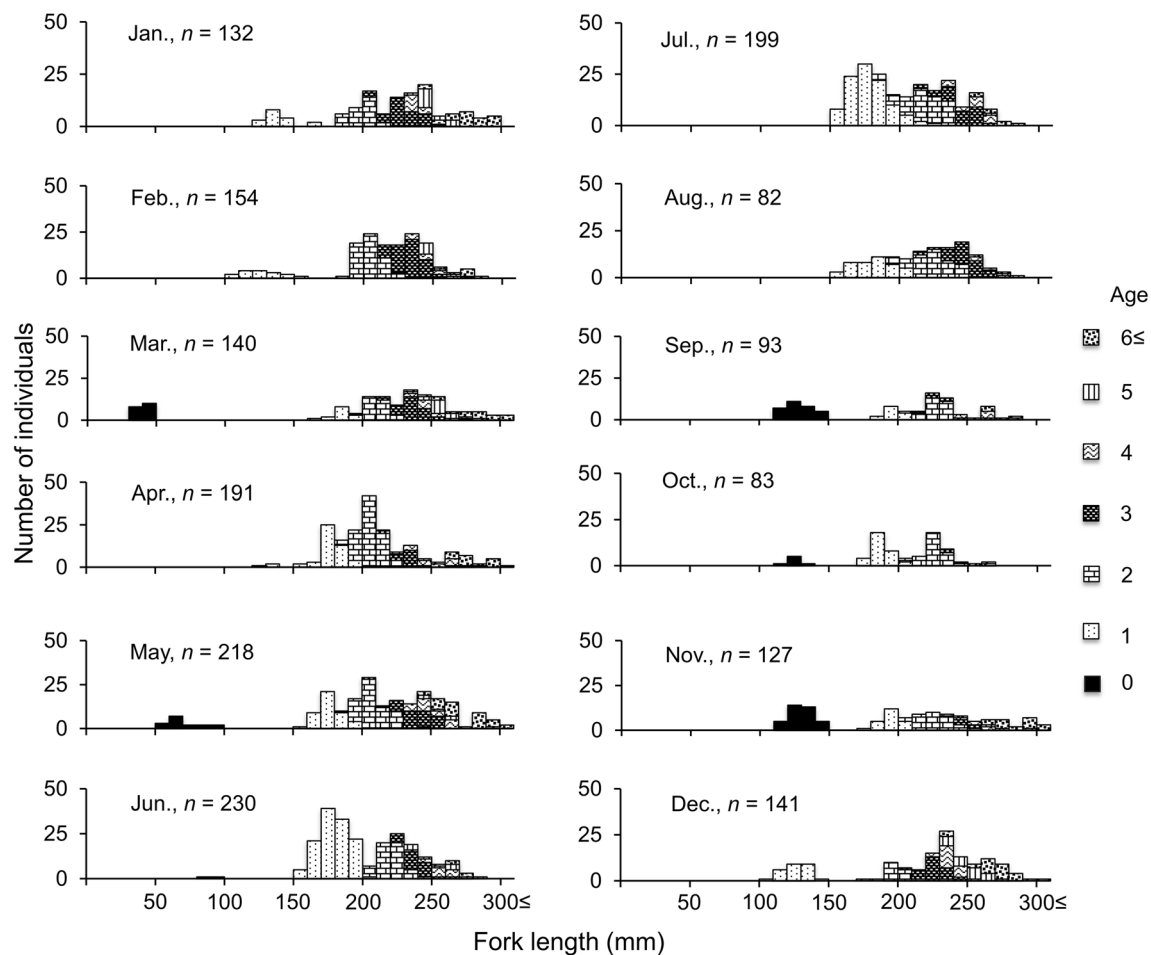 Number of individuals
50
25
0
Jan., n = 132
50
25
0
Feb., n = 154
50
25
0
Mar., n = 140
50
25
0
Apr., n = 191
50
25
0
May, n = 218
50
25
0
Jun., n = 230
50 100 150 200 250 300≤
50
25
0
Jul., n = 199
50
25
0
Aug., n = 82
50
25
0
Sep., n = 93
50
25
0
Oct., n = 83
50
25
0
Nov., n = 127
50
25
0
Dec., n = 141
50 100 150 200 250 300≤
Fork length (mm)
Age
6≤
5
4
3
2
1
0